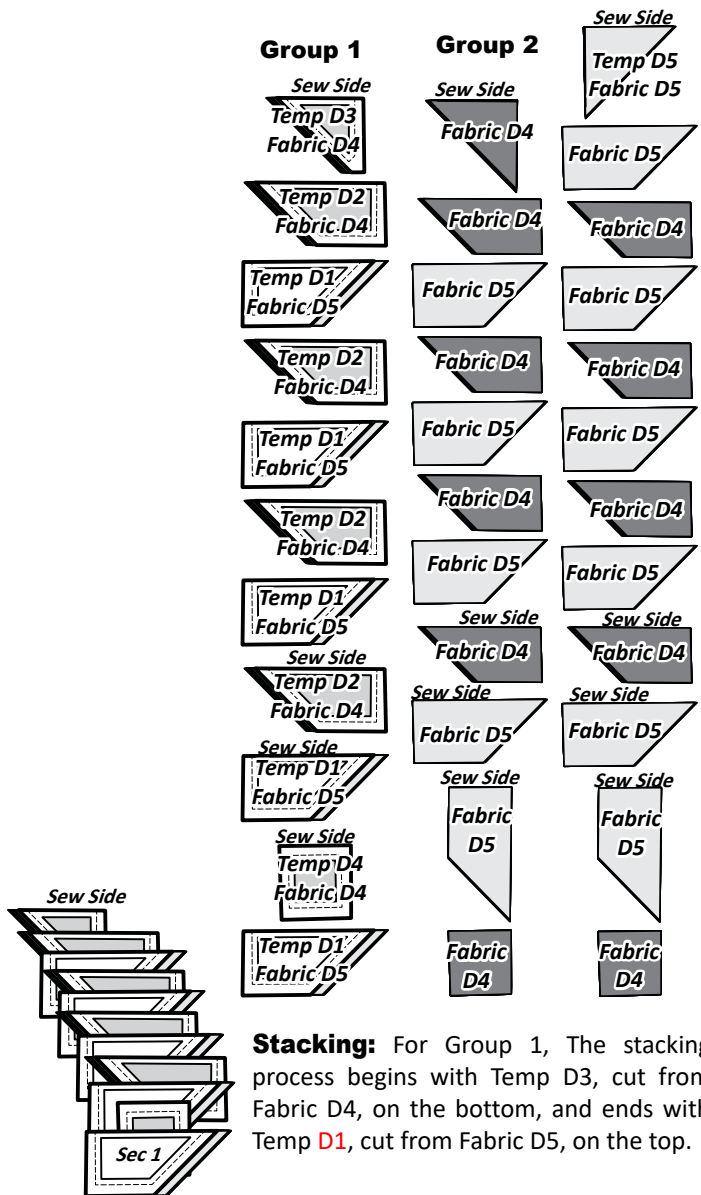 Group 1
Sew Side
Temp D3
Fabric D4
Temp D2
Fabric D4
Temp D1
Fabric D5
Temp D2
Fabric D4
Temp D1
Fabric D5
Temp D2
Fabric D4
Temp D1
Fabric D5
Sew Side
Temp D2
Fabric D4
Sew Side
Temp D1
Fabric D5
Sew Side
Temp D4
Fabric D4
Temp D1
Fabric D5
Group 2
Sew Side
Fabric D4
Fabric D4
Fabric D5
Fabric D4
Fabric D5
Fabric D4
Fabric D5
Sew Side
Fabric D4
Sew Side
Fabric D5
Sew Side
Fabric
D5
Fabric
D4
Sew Side
Temp D5
Fabric D5
Fabric D5
Fabric D4
Fabric D5
Fabric D4
Fabric D5
Fabric D4
Fabric D5
Sew Side
Fabric D4
Sew Side
Fabric D5
Sew Side
Fabric
D5
Fabric
D4
Sew Side
Sec 1
Stacking: For Group 1, The stacking
process begins with Temp D3, cut from
Fabric D4, on the bottom, and ends with
Temp D1, cut from Fabric D5, on the top.